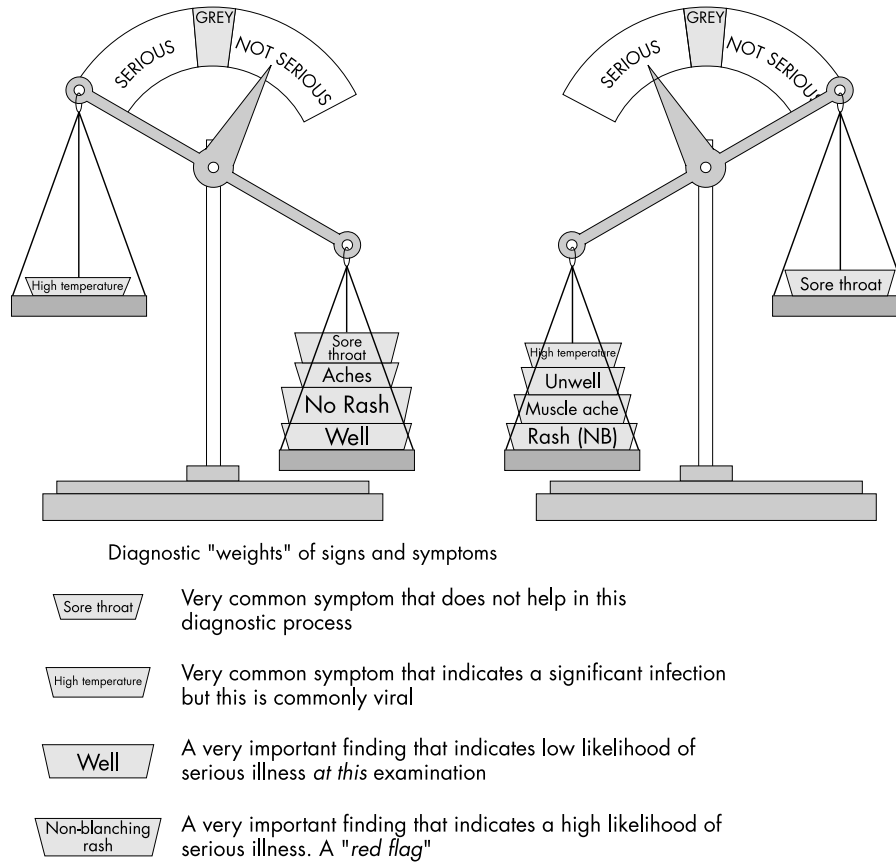 SERIOUS
GREY
NOT SERIOUS
High temperature
Sore
throat
Aches
No Rash
Well
SERIOUS
GREY
NOT SERIOUS
High temperature
Unwell
Muscle ache
Rash (NB)
Sore throat
Diagnostic "weights" of signs and symptoms
Sore throat
Very common symptom that does not help in this
diagnostic process
High temperature
Very common symptom that indicates a significant infection
but this is commonly viral
Well
A very important finding that indicates low likelihood of
serious illness at this examination
Non-blanching
rash
A very important finding that indicates a high likelihood of
serious illness. A "red flag"